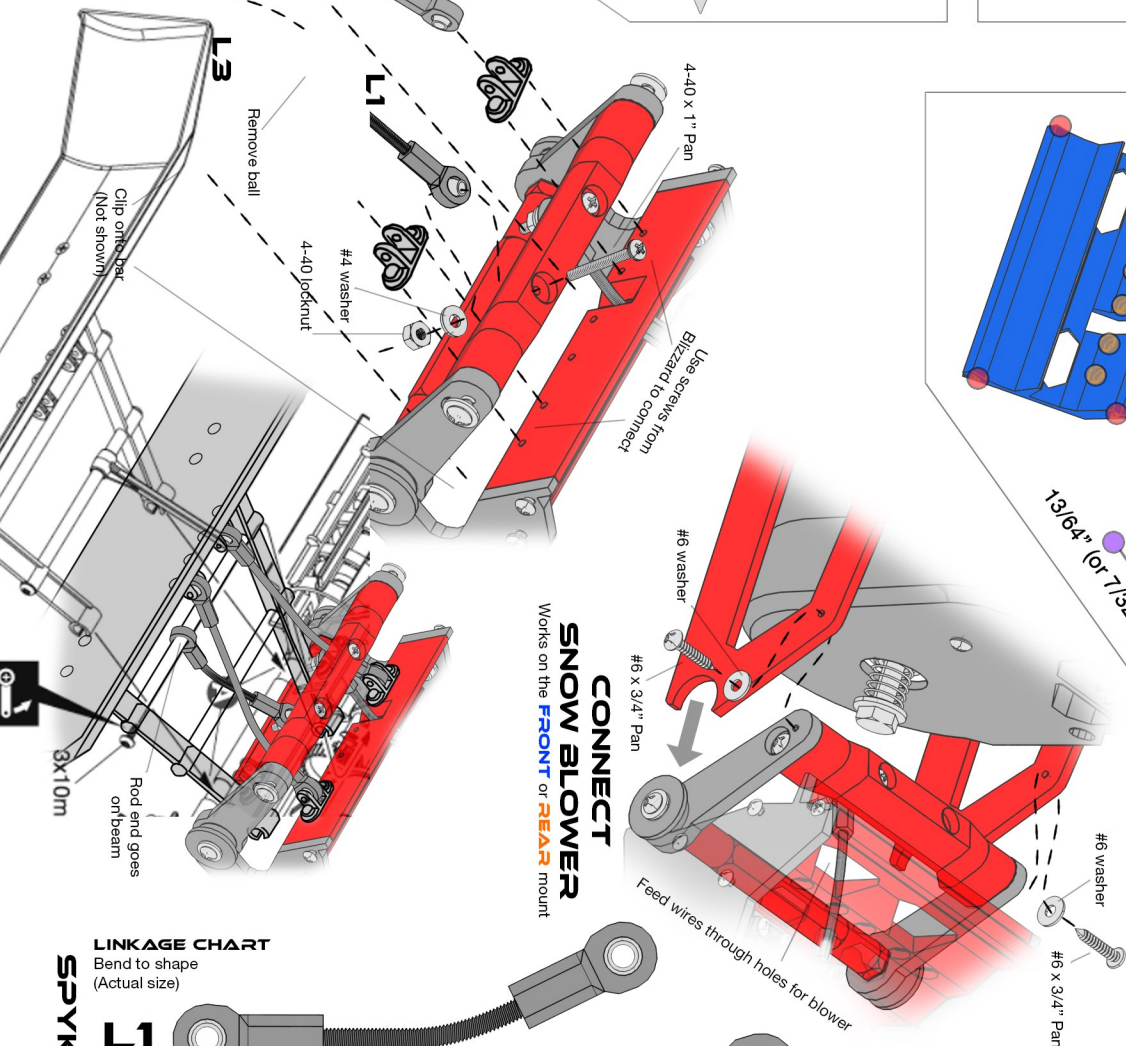 L3
Remove ball
L1
4-40 x 1" Pan
Clip onto bar
(Not shown)
#4 washer
4-40 locknut
Use screws from
Blizzard to connect
13/64" (or 7/32
#6 washer
#6 x 3/4" Pan
CONNECT
SNOW BLOWER
Works on the FRONT or REAR mount
#6 washer
#6 x 3/4" Pan
Feed wires through holes for blower
3x10m
Rod end goes
on beam
LINKAGE CHART
Bend to shape
(Actual size)
L1